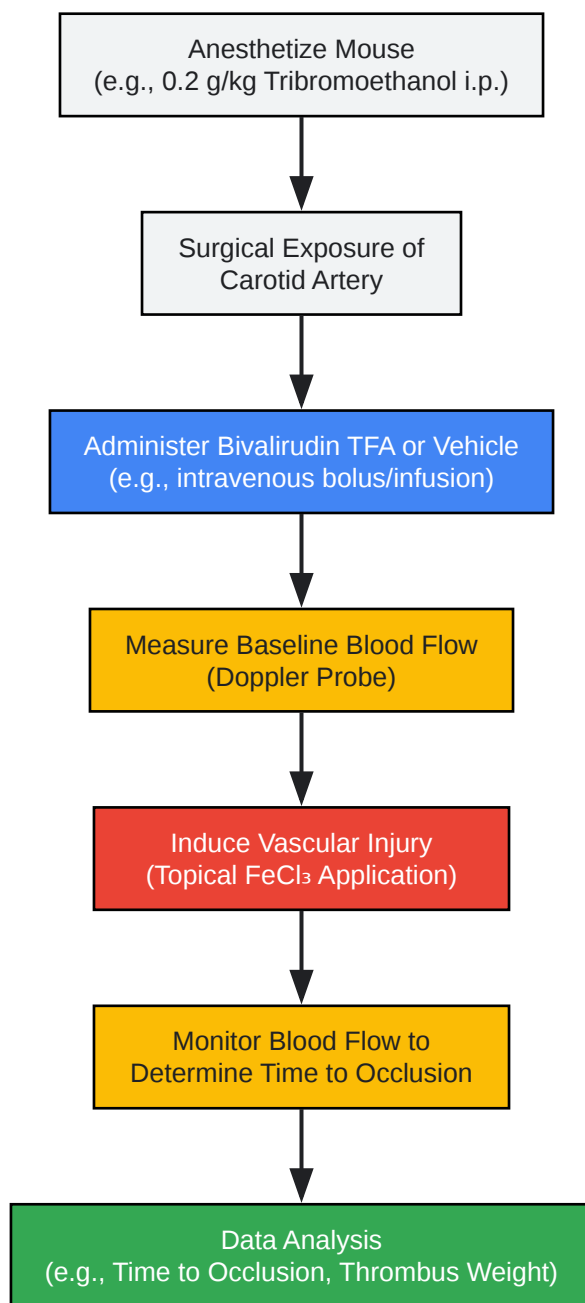 Anesthetize Mouse
(e.g., 0.2 g/kg Tribromoethanol i.p.)
Surgical Exposure of
Carotid Artery
Administer Bivalirudin TFA or Vehicle
(e.g., intravenous bolus/infusion)
Measure Baseline Blood Flow
(Doppler Probe)
Induce Vascular Injury
(Topical FeCl₃ Application)
Monitor Blood Flow to
Determine Time to Occlusion
Data Analysis
(e.g., Time to Occlusion, Thrombus Weight)